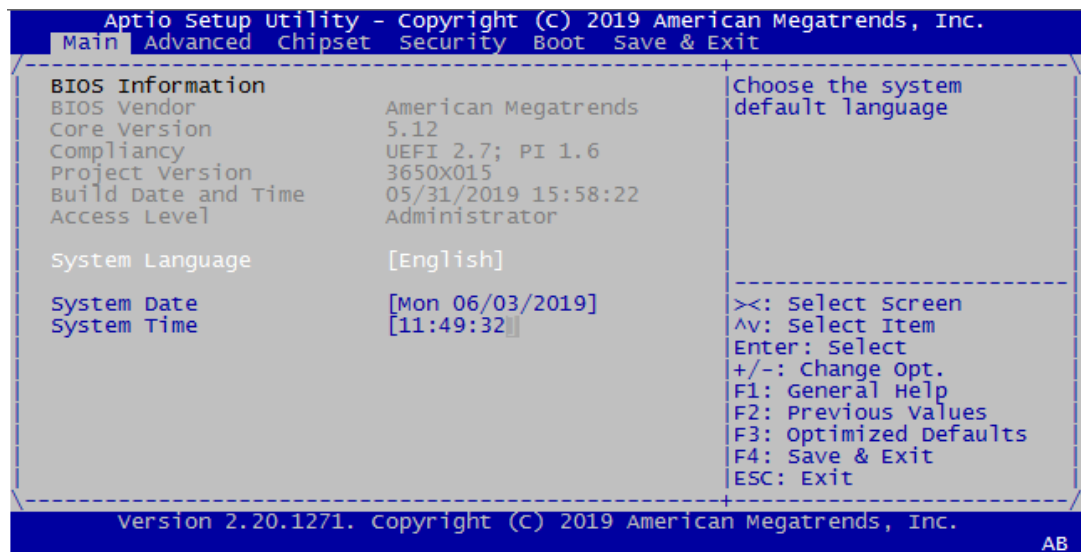 Aptio Setup Utility - Copyright (C) 2019 American Megatrends, Inc.
Main Advanced Chipset Security Boot Save & Exit
BIOS Information
BIOS Vendor American Megatrends
Core Version 5.12
Compliancy UEFI 2.7; PI 1.6
Project Version 3650X015
Build Date and Time 05/31/2019 15:58:22
Access Level Administrator
System Language [English]
System Date [Mon 06/03/2019]
System Time [11:49:32]
Choose the system
default language
><: Select Screen
^v: Select Item
Enter: Select
+/-: Change Opt.
F1: General Help
F2: Previous Values
F3: Optimized Defaults
F4: Save & Exit
ESC: Exit
Version 2.20.1271. Copyright (C) 2019 American Megatrends, Inc.
AB